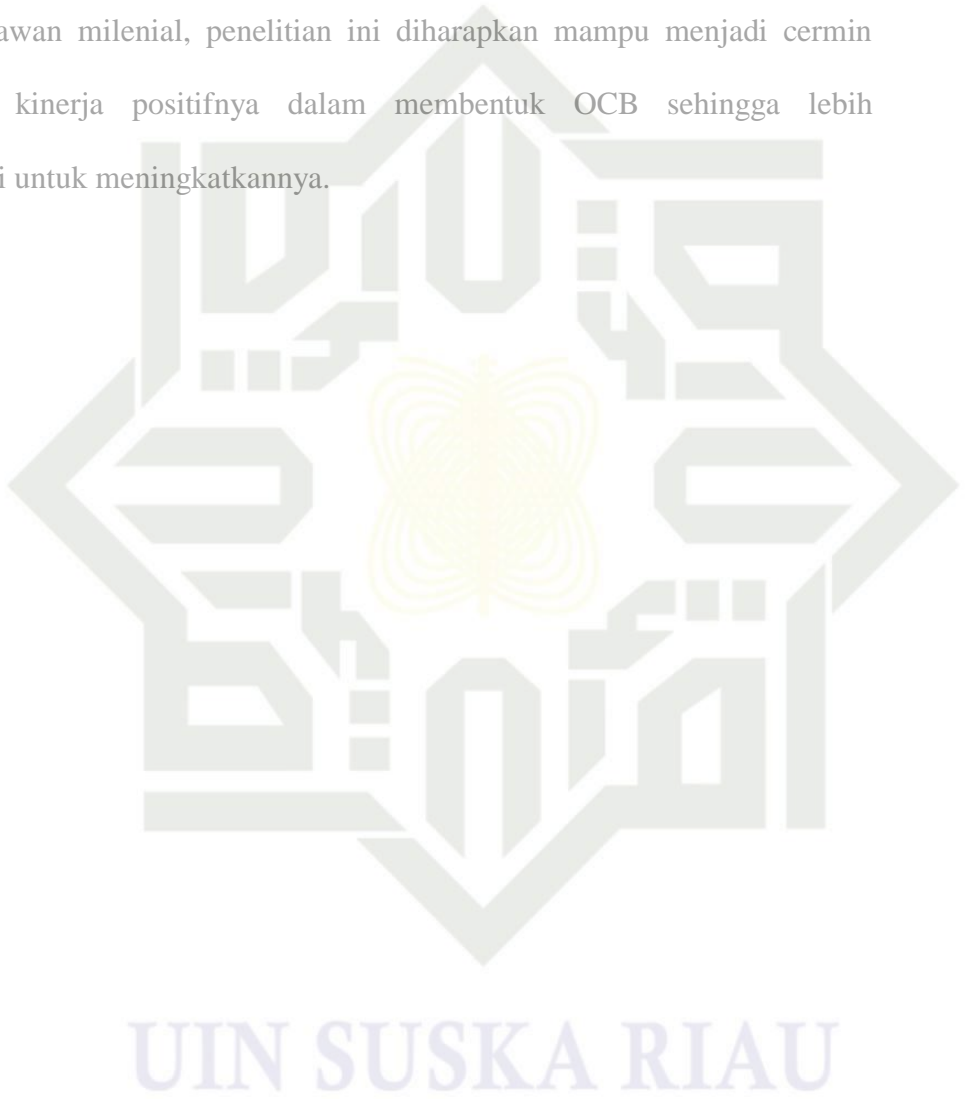 awan milenial, penelitian ini diharapkan mampu menjadi cermin
kinerja positifnya dalam membentuk OCB sehingga lebih
i untuk meningkatkannya.
UIN SUSKA RIAU